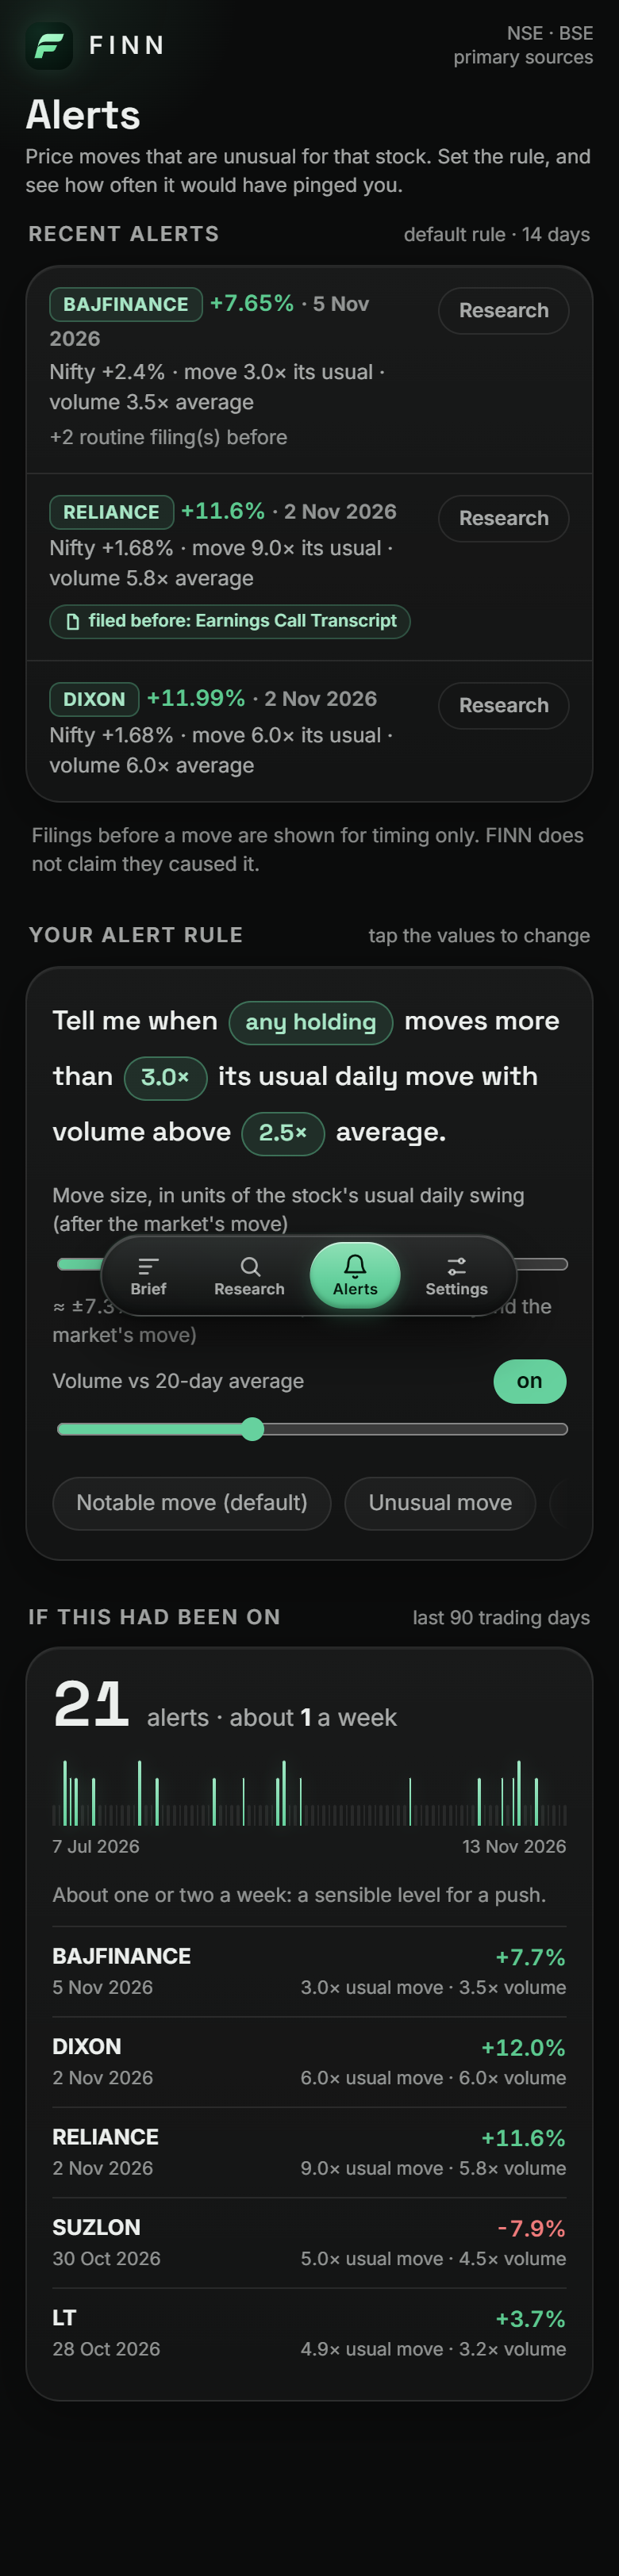 FINN
NSE · BSE
primary sources
Alerts
Price moves that are unusual for that stock. Set the rule, and
see how often it would have pinged you.
RECENT ALERTS
default rule · 14 days
BAJFINANCE +7.65% · 5 Nov
2026
Research
Nifty +2.4% · move 3.0× its usual ·
volume 3.5× average
+2 routine filing(s) before
RELIANCE +11.6% · 2 Nov 2026
Research
Nifty +1.68% · move 9.0× its usual ·
volume 5.8× average
filed before: Earnings Call Transcript
DIXON +11.99% · 2 Nov 2026
Research
Nifty +1.68% · move 6.0× its usual ·
volume 6.0× average
Filings before a move are shown for timing only. FINN does
not claim they caused it.
YOUR ALERT RULE
tap the values to change
Tell me when any holding moves more
than 3.0× its usual daily move with
volume above 2.5× average.
Move size, in units of the stock's usual daily swing
(after the market's move)
Brief
Research
Alerts
Settings
≈ the
market's move)
Volume vs 20-day average
on
Notable move (default)
Unusual move
IF THIS HAD BEEN ON
last 90 trading days
21 alerts · about 1 a week
7 Jul 2026
13 Nov 2026
About one or two a week: a sensible level for a push.
BAJFINANCE
+7.7%
5 Nov 2026
3.0× usual move · 3.5× volume
DIXON
+12.0%
2 Nov 2026
6.0× usual move · 6.0× volume
RELIANCE
+11.6%
2 Nov 2026
9.0× usual move · 5.8× volume
SUZLON
-7.9%
30 Oct 2026
5.0× usual move · 4.5× volume
LT
+3.7%
28 Oct 2026
4.9× usual move · 3.2× volume